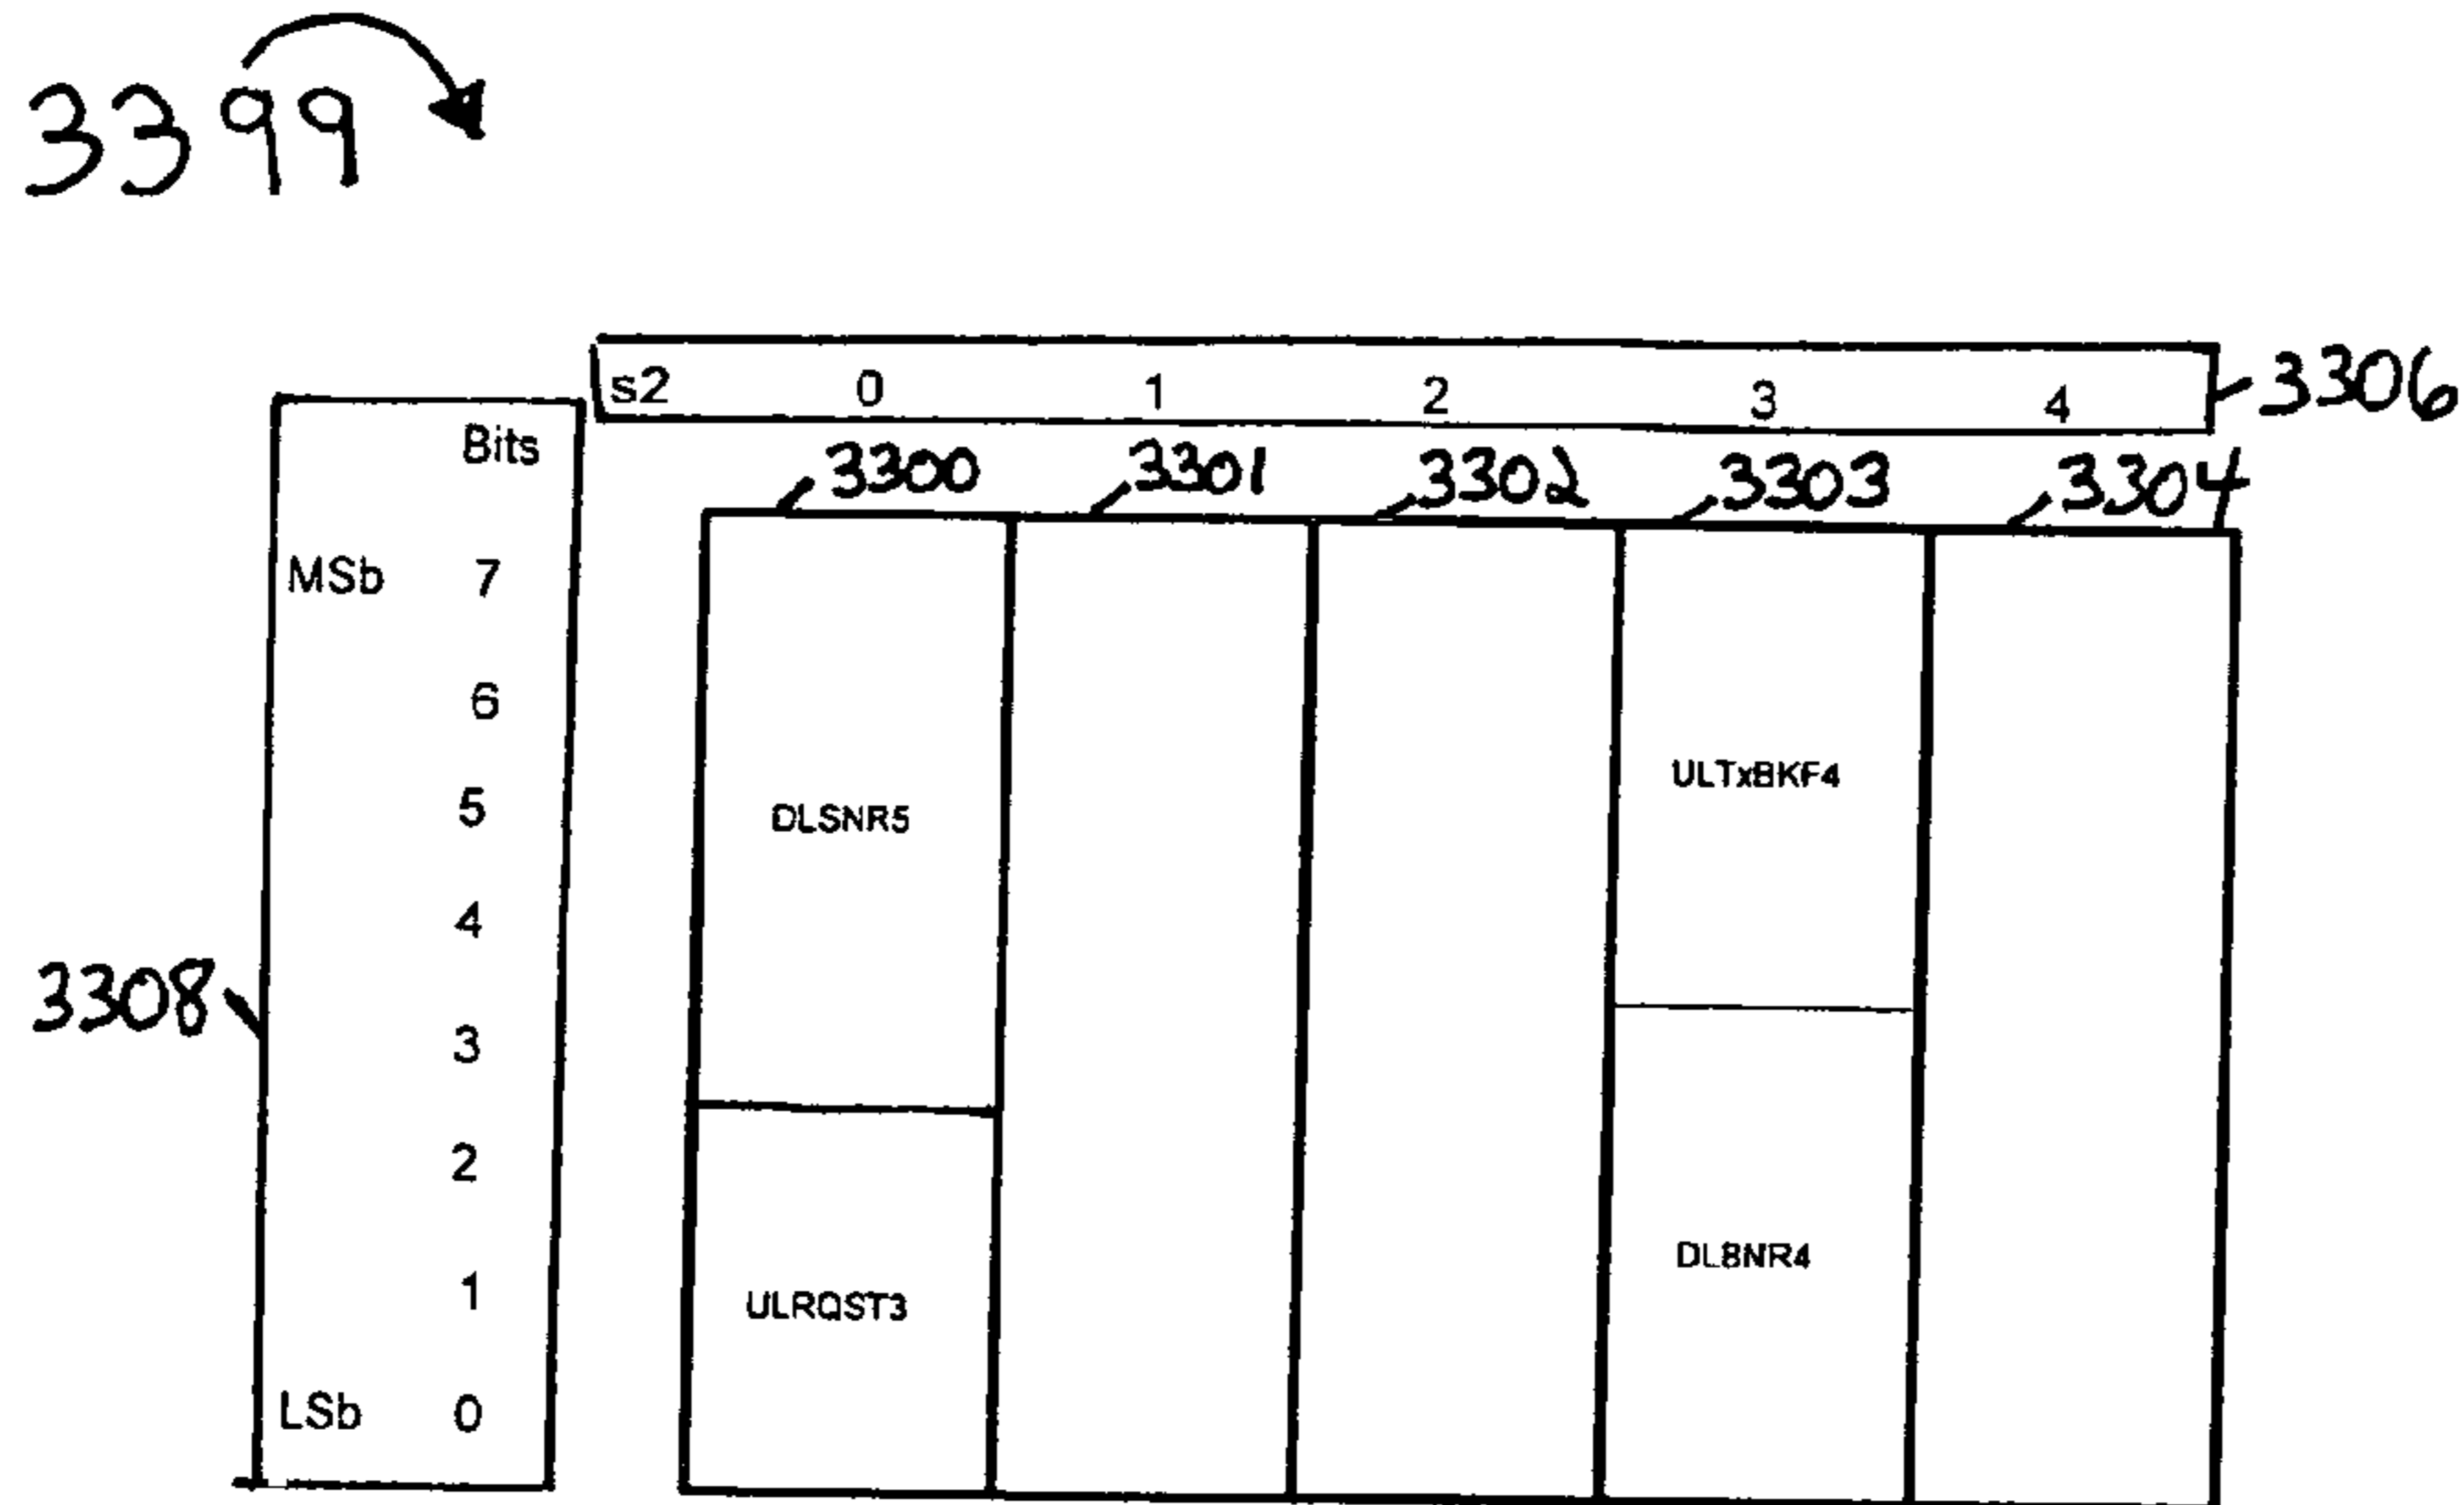 3399
s2 0 1 2 3 4 3306
Bits
3300 3301 3302 3303 3304
MSb 7
6
5
4
3308
3
2
1
LSb 0
DLSNR5
ULRQST3
ULTxBKF4
DL8NR4